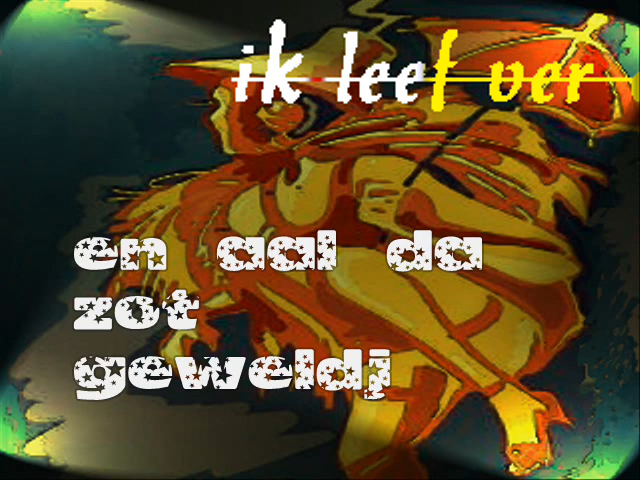 ik leef ver
en aal da
zot
geweldj